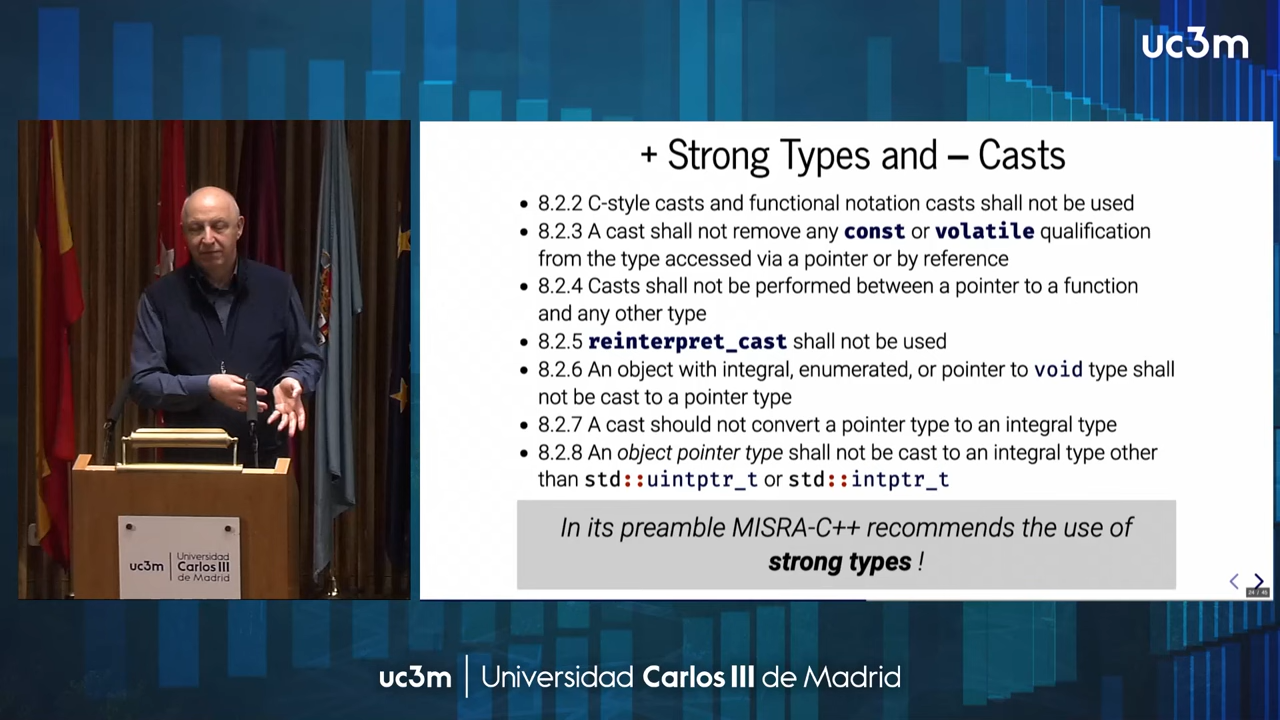 uc3m
+ Strong Types and – Casts
• 8.2.2 C-style casts and functional notation casts shall not be used
• 8.2.3 A cast shall not remove any const or volatile qualification
from the type accessed via a pointer or by reference
• 8.2.4 Casts shall not be performed between a pointer to a function
and any other type
• 8.2.5 reinterpret_cast shall not be used
• 8.2.6 An object with integral, enumerated, or pointer to void type shall
not be cast to a pointer type
• 8.2.7 A cast should not convert a pointer type to an integral type
• 8.2.8 An object pointer type shall not be cast to an integral type other
than std::uintptr_t or std::intptr_t
In its preamble MISRA-C++ recommends the use of
strong types !
24 / 45
uc3m | Universidad
Carlos III
de Madrid
uc3m | Universidad Carlos III de Madrid